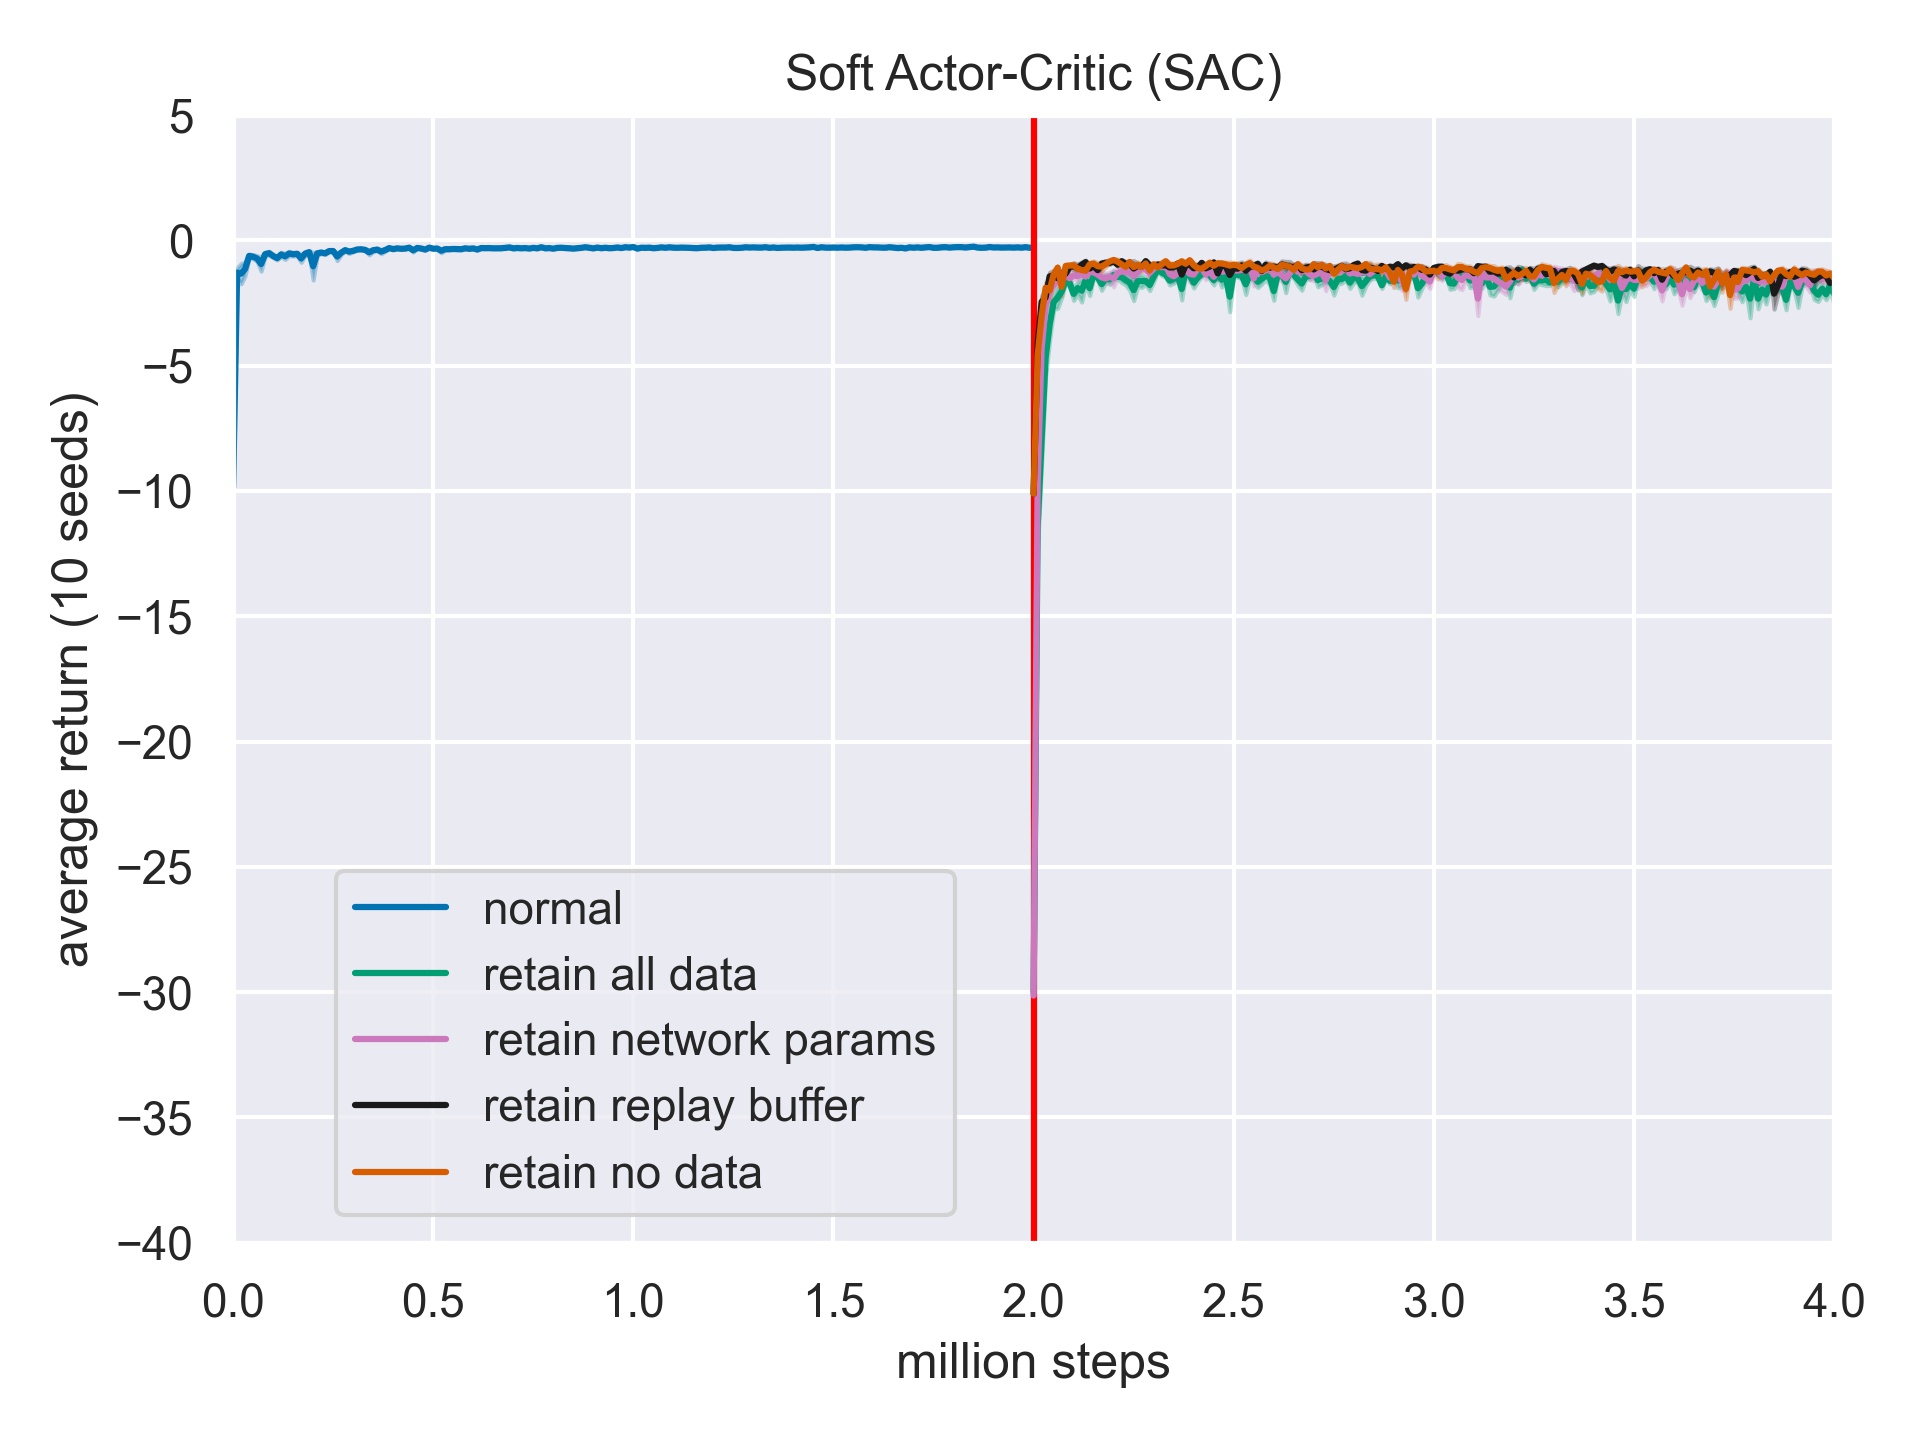 Soft Actor-Critic (SAC)
5
0
−5
−10
−15
−20
−25
−30
−35
−40
average return (10 seeds)
normal
retain all data
retain network params
retain replay buffer
retain no data
0.0 0.5 1.0 1.5 2.0 2.5 3.0 3.5 4.0
million steps